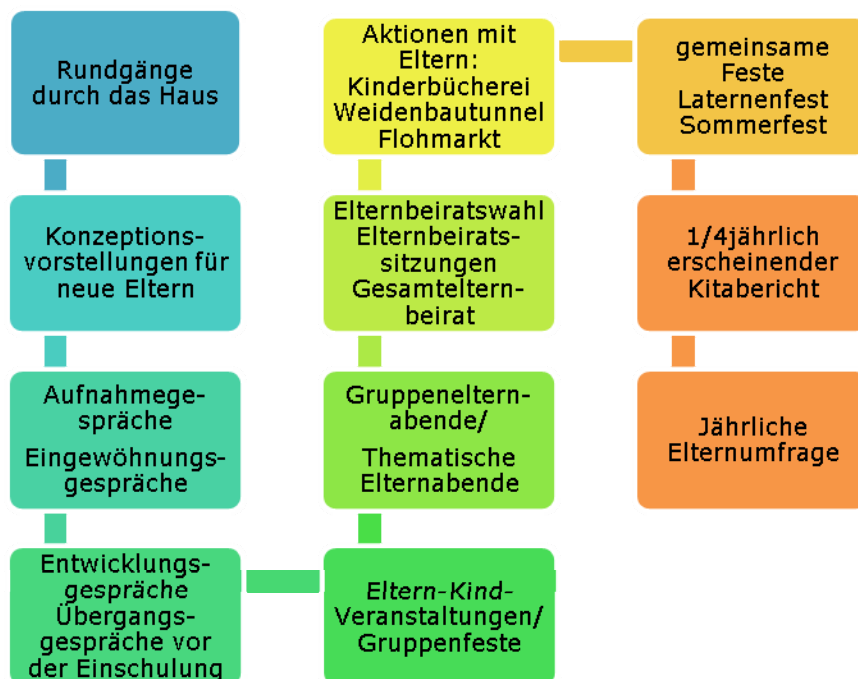 Rundgänge
durch das Haus
Konzeptions-
vorstellungen für
neue Eltern
Aufnahmege-
spräche
Eingewöhnungs-
gespräche
Entwicklungs-
gespräche
Übergangs-
gespräche vor
der Einschulung
Eltern-Kind-
Veranstaltungen/
Gruppenfeste
Gruppeneltern-
abende/
Thematische
Elternabende
Elternbeiratswahl
Elternbeirats-
sitzungen
Gesamteltern-
beirat
Aktionen mit
Eltern:
Kinderbücherei
Weidenbautunnel
Flohmarkt
gemeinsame
Feste
Laternenfest
Sommerfest
1/4jährlich
erscheinender
Kitabericht
Jährliche
Elternumfrage